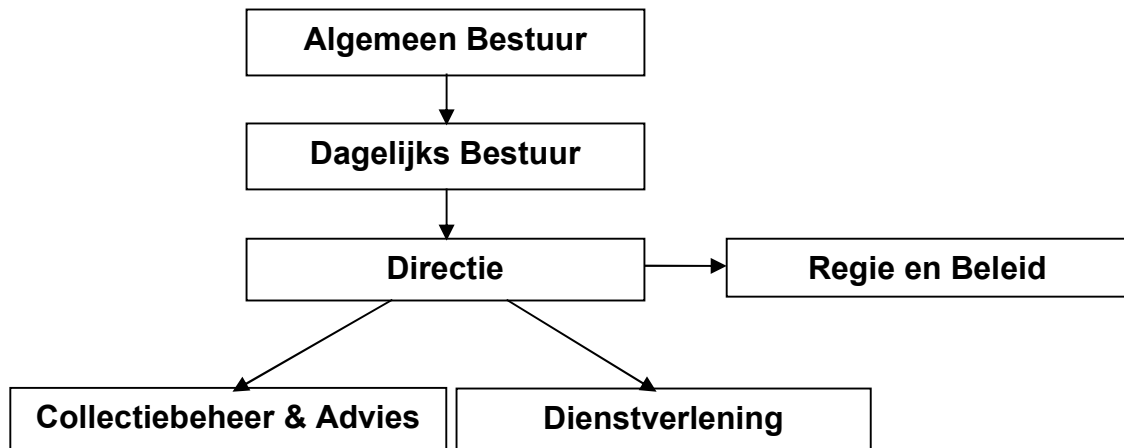 Algemeen Bestuur
Dagelijks Bestuur
Directie
Regie en Beleid
Collectiebeheer & Advies
Dienstverlening